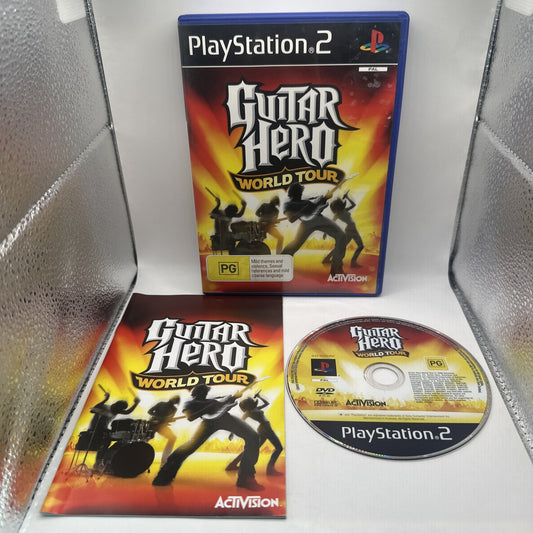 PlayStation 2
PAL
GUITAR
HERO
WORLD TOUR
PG
Mild themes and
violence, Sexual
references and mild
coarse language
ACTIVISION
GUITAR
HERO
WORLD TOUR
ACTIVISION
GUITAR
HERO
WORLD TOUR
PG
PAL
DVD
ACTIVISION
PlayStation 2